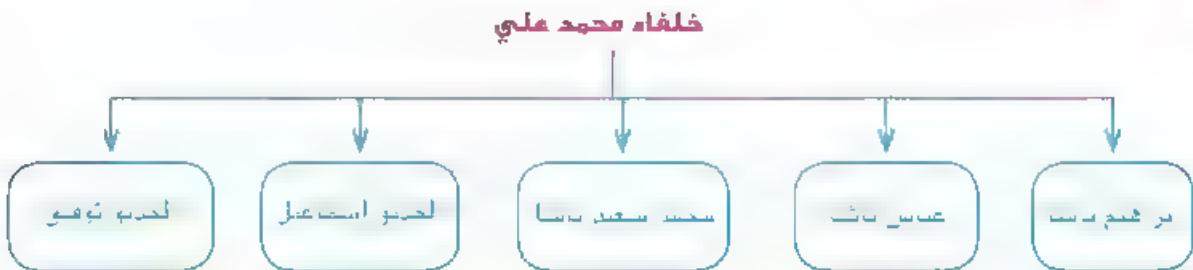 خلفاء محمد علي
إبراهيم باشا
عباس باشا
محمد سعيد باشا
الخديو إسماعيل
الخديو توفيق